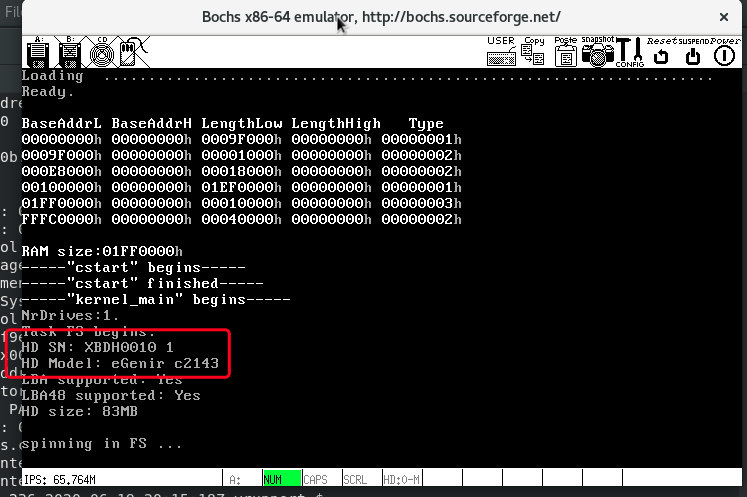 File
Bochs x86-64 emulator, http://bochs.sourceforge.net/
A: B: CD USER Copy Paste snapshot CONFIG Reset SUSPEND Power
Loading ....................................................................
Ready.
BaseAddrL BaseAddrH LengthLow LengthHigh Type
00000000h 00000000h 0009F000h 00000000h 00000001h
0009F000h 00000000h 00001000h 00000000h 00000002h
000E8000h 00000000h 00018000h 00000000h 00000002h
00100000h 00000000h 01EF0000h 00000000h 00000001h
01FF0000h 00000000h 00010000h 00000000h 00000003h
FFFC0000h 00000000h 00040000h 00000000h 00000002h
RAM size:01FF0000h
-----"cstart" begins-----
-----"cstart" finished-----
-----"kernel_main" begins-----
NrDrives:1.
Task FS begins.
HD SN: XBDH0010 1
HD Model: eGenir c2143
LBA supported: Yes
LBA48 supported: Yes
HD size: 83MB
spinning in FS ...
IPS: 65.764M A: NUM CAPS SCRL HD:0-M